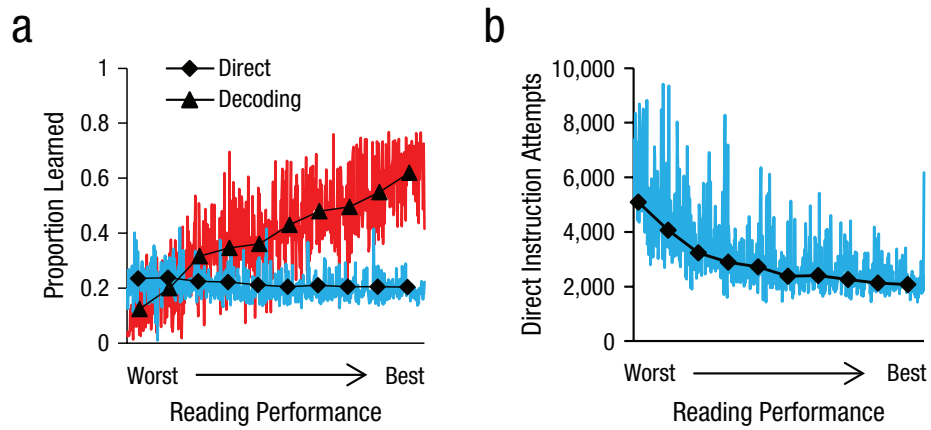 a
Proportion Learned
1
0.8
0.6
0.4
0.2
0
Direct
Decoding
Worst
Best
Reading Performance
b
Direct Instruction Attempts
10,000
8,000
6,000
4,000
2,000
0
Worst
Best
Reading Performance